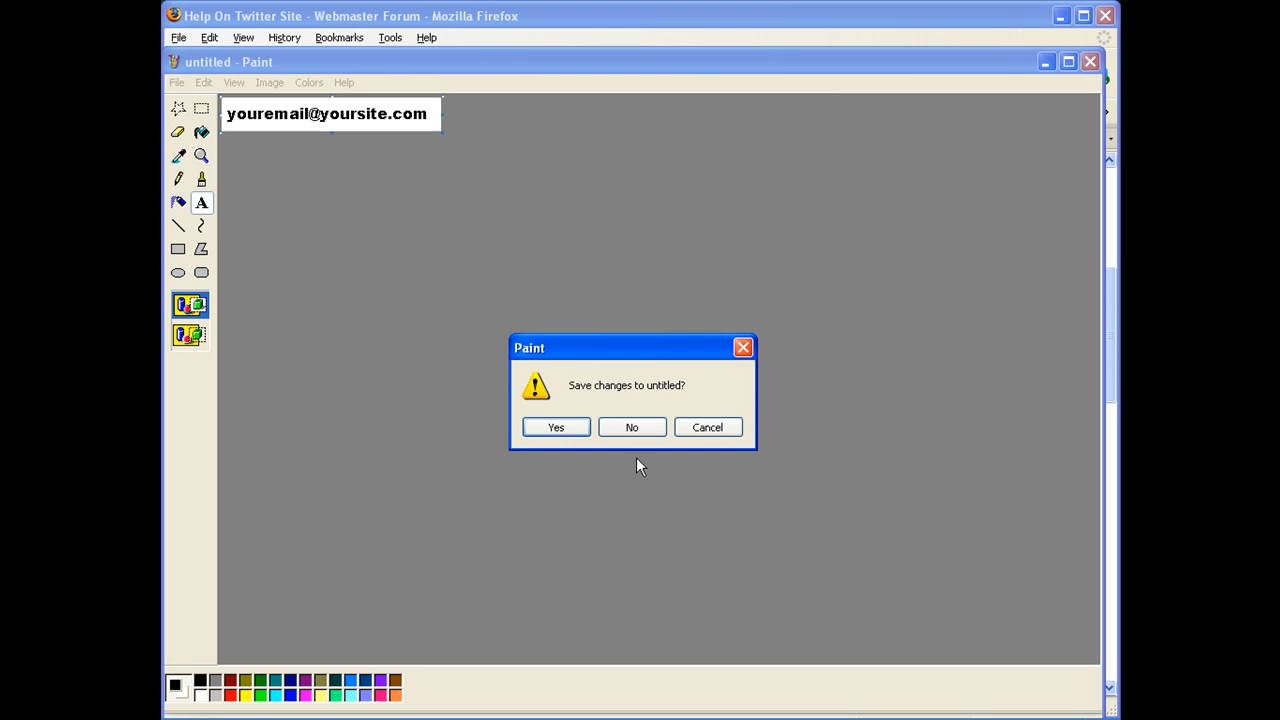 Help On Twitter Site - Webmaster Forum - Mozilla Firefox
File Edit View History Bookmarks Tools Help
untitled - Paint
File Edit View Image Colors Help
youremail@yoursite.com
A
Paint
Save changes to untitled?
Yes No Cancel